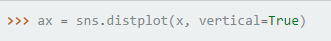 >>> ax = sns.distplot(x, vertical=True)